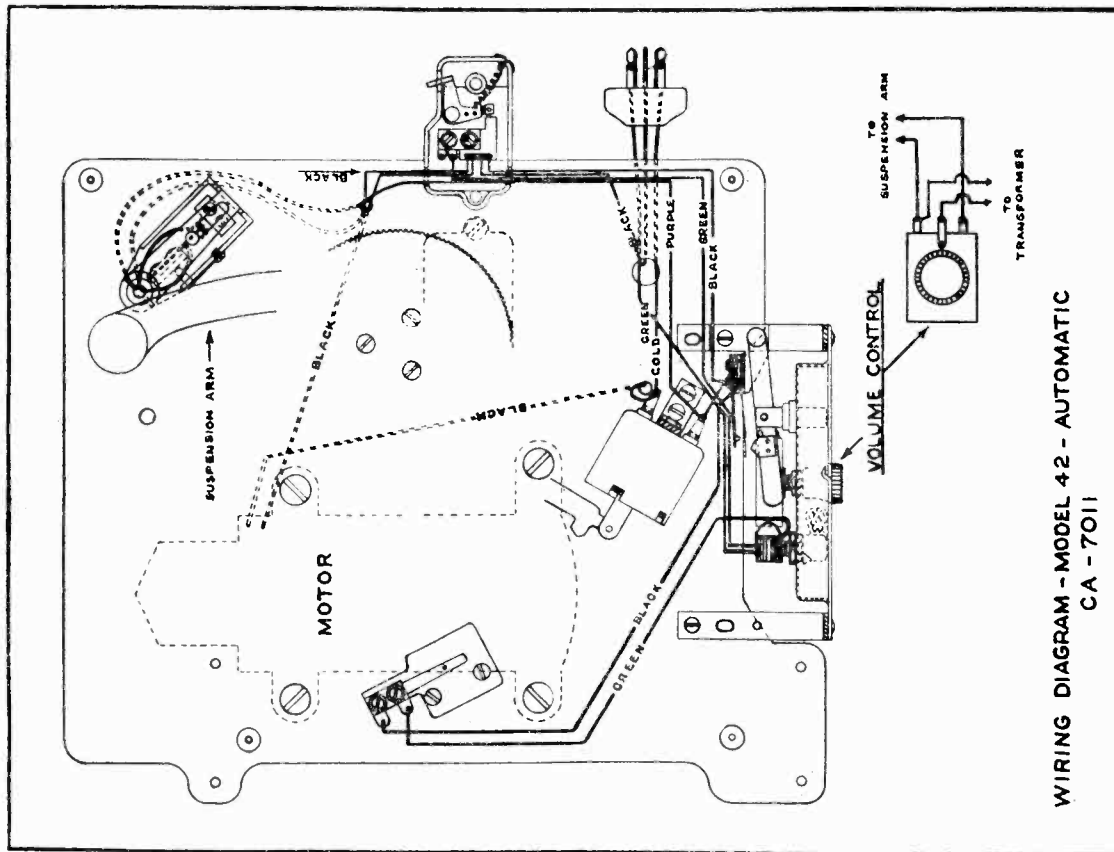 BLACK
SUSPENSION ARM
BLACK
BLACK
MOTOR
BLACK
PURPLE
GREEN
BLACK
GREEN
COLD
BLACK
GREEN
VOLUME CONTROL
TO
SUSPENSION ARM
TO
TRANSFORMER
WIRING DIAGRAM - MODEL 42 - AUTOMATIC
CA - 7011